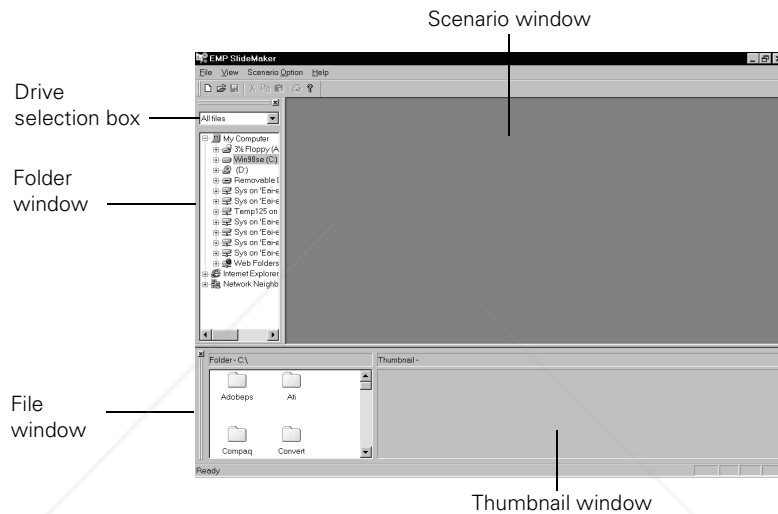 Scenario window
EMP SlideMaker
File View Scenario Option Help
Drive
selection box
All files
My Computer
3½ Floppy (A
Win98se (C:)
(D:)
Removable D
Sys on 'Eai-e
Sys on 'Eai-e
Temp125 on
Sys on 'Eai-e
Sys on 'Eai-e
Sys on 'Eai-e
Sys on 'Eai-e
Web Folders
Internet Explorer
Network Neighb
Folder
window
Folder - C:\
Thumbnail -
Adobeps Ati
Compaq Convert
File
window
Ready
Thumbnail window